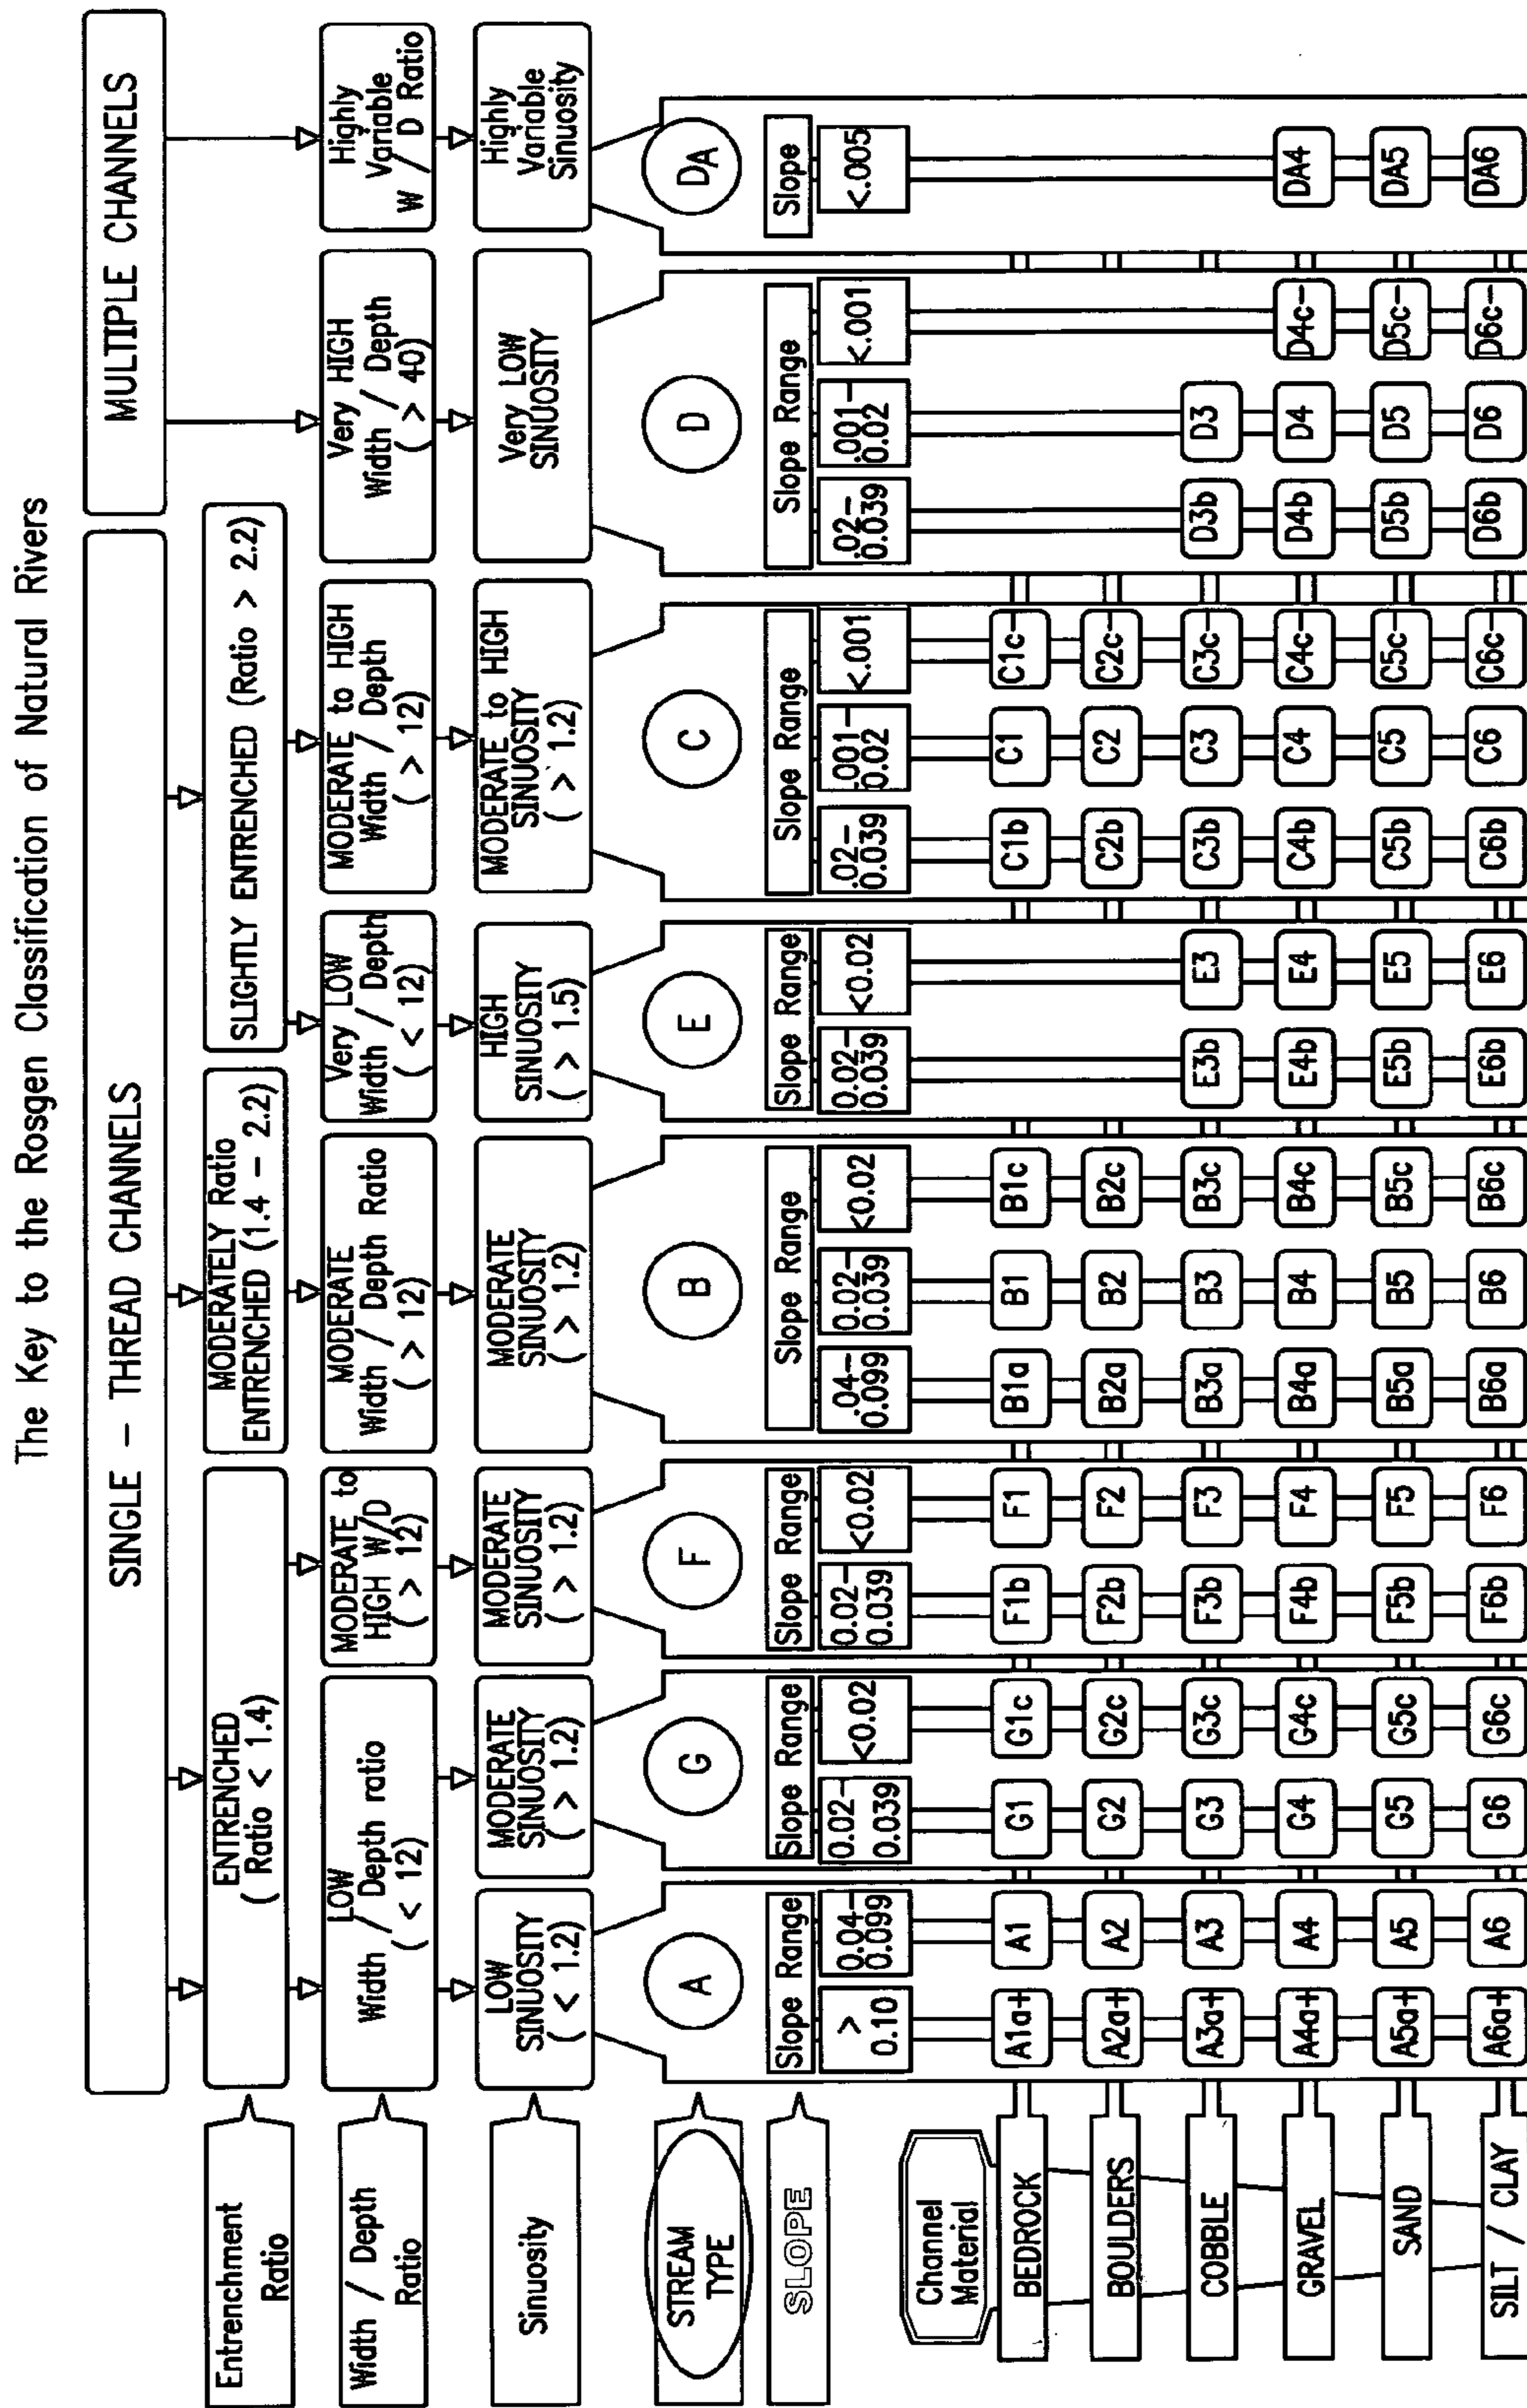 The Key to the Rosgen Classification of Natural Rivers
SINGLE – THREAD CHANNELS
MULTIPLE CHANNELS
Entrenchment
Ratio
ENTRENCHED
( Ratio < 1.4)
MODERATELY Ratio
ENTRENCHED (1.4 – 2.2)
SLIGHTLY ENTRENCHED (Ratio > 2.2)
Width / Depth
Ratio
LOW
Width / Depth ratio
( < 12)
MODERATE to
HIGH W/D
( > 12)
MODERATE
Width / Depth Ratio
( > 12)
Very LOW
Width / Depth
( < 12)
MODERATE to HIGH
Width / Depth
( > 12)
Very HIGH
Width / Depth
( > 40)
Highly
Variable
W / D Ratio
Sinuosity
LOW
SINUOSITY
( < 1.2)
MODERATE
SINUOSITY
( > 1.2)
MODERATE
SINUOSITY
( > 1.2)
MODERATE
SINUOSITY
( > 1.2)
HIGH
SINUOSITY
( > 1.5)
MODERATE to HIGH
SINUOSITY
( > 1.2)
Very LOW
SINUOSITY
Highly
Variable
Sinuosity
STREAM
TYPE
A
G
F
B
E
C
D
DA
SLOPE
Slope Range
Slope Range
Slope Range
Slope Range
Slope Range
Slope Range
Slope Range
Slope
>
0.10
0.04–
0.099
0.02–
0.039
<0.02
0.02–
0.039
<0.02
.04–
0.099
0.02–
0.039
<0.02
0.02–
0.039
<0.02
.02–
0.039
.001–
0.02
<.001
.02–
0.039
.001–
0.02
<.001
<.005
Channel
Material
BEDROCK
A1a+ A1 G1 G1c F1b F1 B1a B1 B1c C1b C1 C1c–
BOULDERS
A2a+ A2 G2 G2c F2b F2 B2a B2 B2c C2b C2 C2c–
COBBLE
A3a+ A3 G3 G3c F3b F3 B3a B3 B3c E3b E3 C3b C3 C3c– D3b D3
GRAVEL
A4a+ A4 G4 G4c F4b F4 B4a B4 B4c E4b E4 C4b C4 C4c– D4b D4 D4c– DA4
SAND
A5a+ A5 G5 G5c F5b F5 B5a B5 B5c E5b E5 C5b C5 C5c– D5b D5 D5c– DA5
SILT / CLAY
A6a+ A6 G6 G6c F6b F6 B6a B6 B6c E6b E6 C6b C6 C6c– D6b D6 D6c– DA6